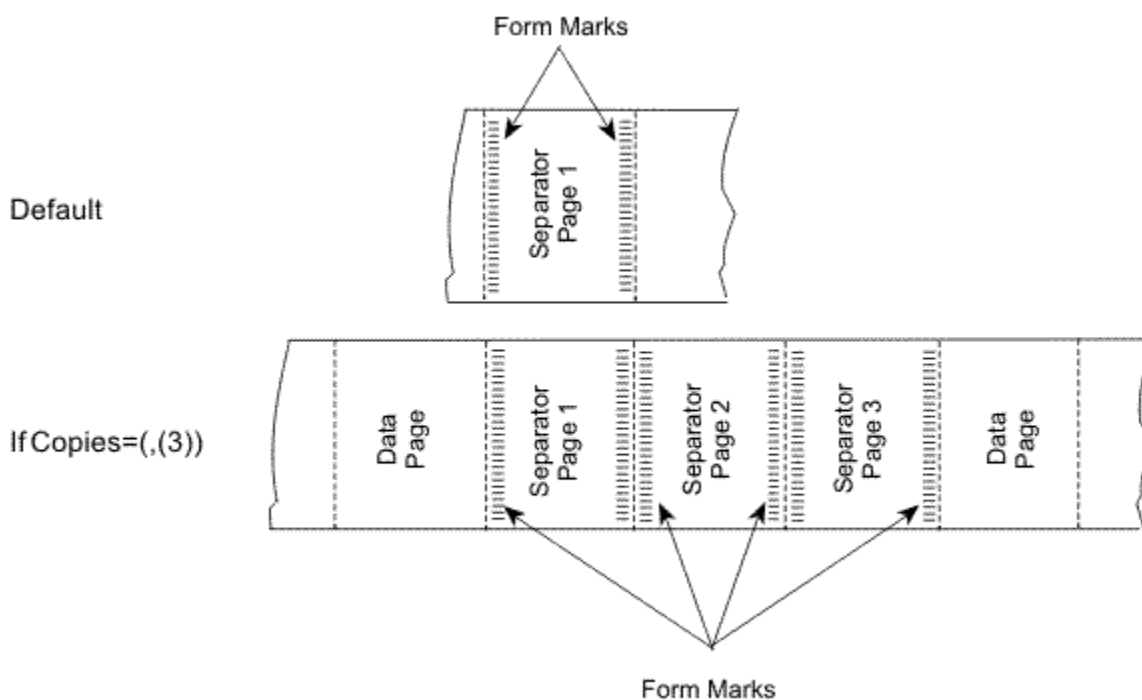 Form Marks
Separator
Page 1
Default
If Copies=(,(3))
Data
Page
Separator
Page 1
Separator
Page 2
Separator
Page 3
Data
Page
Form Marks